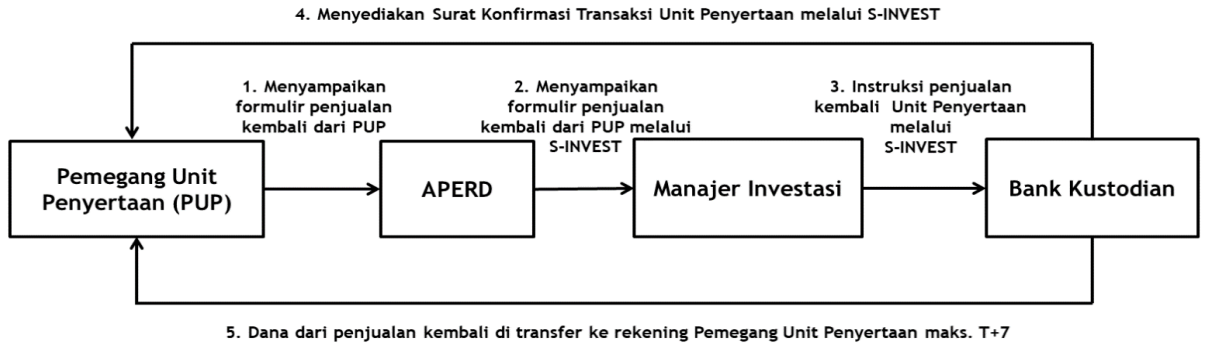 4. Menyediakan Surat Konfirmasi Transaksi Unit Penyertaan melalui S-INVEST
1. Menyampaikan
formulir penjualan
kembali dari PUP
2. Menyampaikan
formulir penjualan
kembali dari PUP melalui
S-INVEST
3. Instruksi penjualan
kembali Unit Penyertaan
melalui
S-INVEST
Pemegang Unit
Penyertaan (PUP)
APERD
Manajer Investasi
Bank Kustodian
5. Dana dari penjualan kembali di transfer ke rekening Pemegang Unit Penyertaan maks. T+7